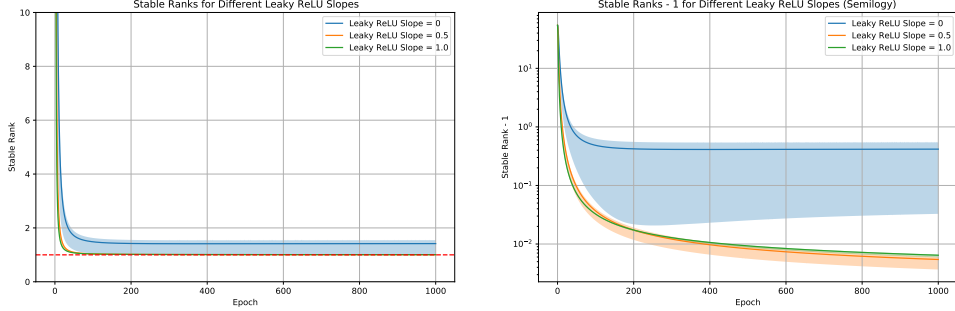 Stable Ranks for Different Leaky ReLU Slopes
10
8
6
4
2
0
Stable Rank
0 200 400 600 800 1000
Epoch
Leaky ReLU Slope = 0
Leaky ReLU Slope = 0.5
Leaky ReLU Slope = 1.0
Stable Ranks - 1 for Different Leaky ReLU Slopes (Semilogy)
10¹
10⁰
10⁻¹
10⁻²
Stable Rank - 1
0 200 400 600 800 1000
Epoch
Leaky ReLU Slope = 0
Leaky ReLU Slope = 0.5
Leaky ReLU Slope = 1.0